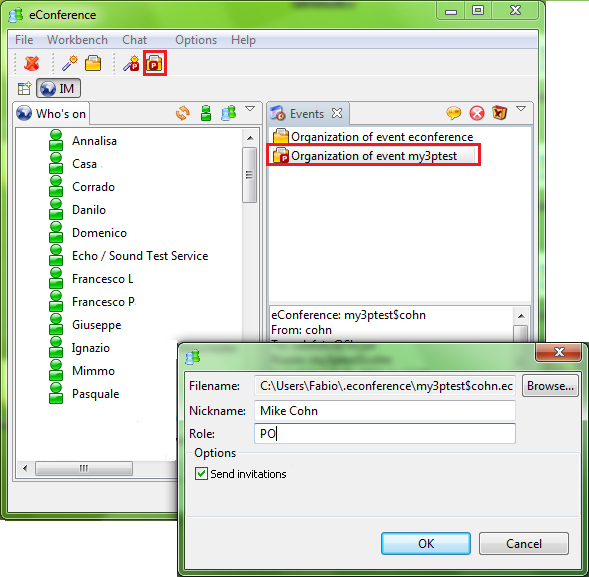 eConference
File Workbench Chat Options Help
IM
Who's on
Annalisa
Casa
Corrado
Danilo
Domenico
Echo / Sound Test Service
Francesco L
Francesco P
Giuseppe
Ignazio
Mimmo
Pasquale
Events
Organization of event econference
Organization of event my3ptest
eConference: my3ptest$cohn
From: cohn
Filename: C:\Users\Fabio\.econference\my3ptest$cohn.ec Browse...
Nickname: Mike Cohn
Role: PO
Options
Send invitations
OK Cancel